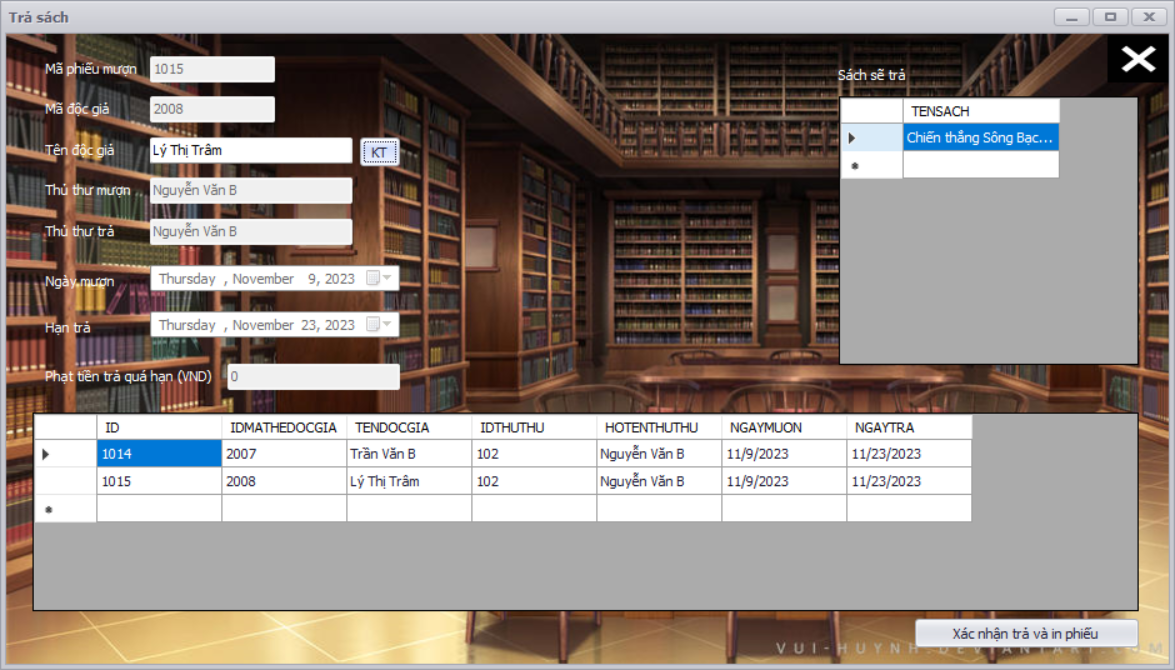 Trả sách
Mã phiếu mượn 1015
Mã độc giả 2008
Tên độc giả Lý Thị Trâm KT
Thủ thư mượn Nguyễn Văn B
Thủ thư trả Nguyễn Văn B
Ngày mượn Thursday , November 9, 2023
Hạn trả Thursday , November 23, 2023
Phạt tiền trả quá hạn (VND) 0
Sách sẽ trả
TENSACH
Chiến thắng Sông Bạc...
ID IDMATHEDOCGIA TENDOCGIA IDTHUTHU HOTENTHUTHU NGAYMUON NGAYTRA
1014 2007 Trần Văn B 102 Nguyễn Văn B 11/9/2023 11/23/2023
1015 2008 Lý Thị Trâm 102 Nguyễn Văn B 11/9/2023 11/23/2023
Xác nhận trả và in phiếu
VUI-HUYNH.DEVIANTART.COM